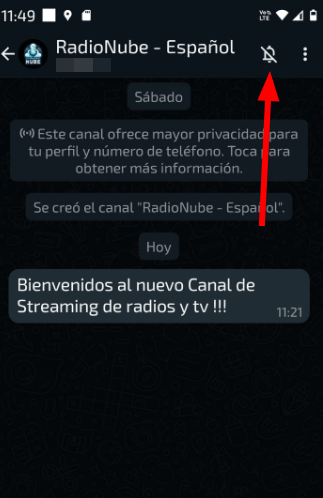 11:49
VoLTE
RadioNube - Español
NUBE
Sábado
Este canal ofrece mayor privacidad para
tu perfil y número de teléfono. Toca para
obtener más información.
Se creó el canal "RadioNube - Español".
Hoy
Bienvenidos al nuevo Canal de
Streaming de radios y tv !!!
11:21